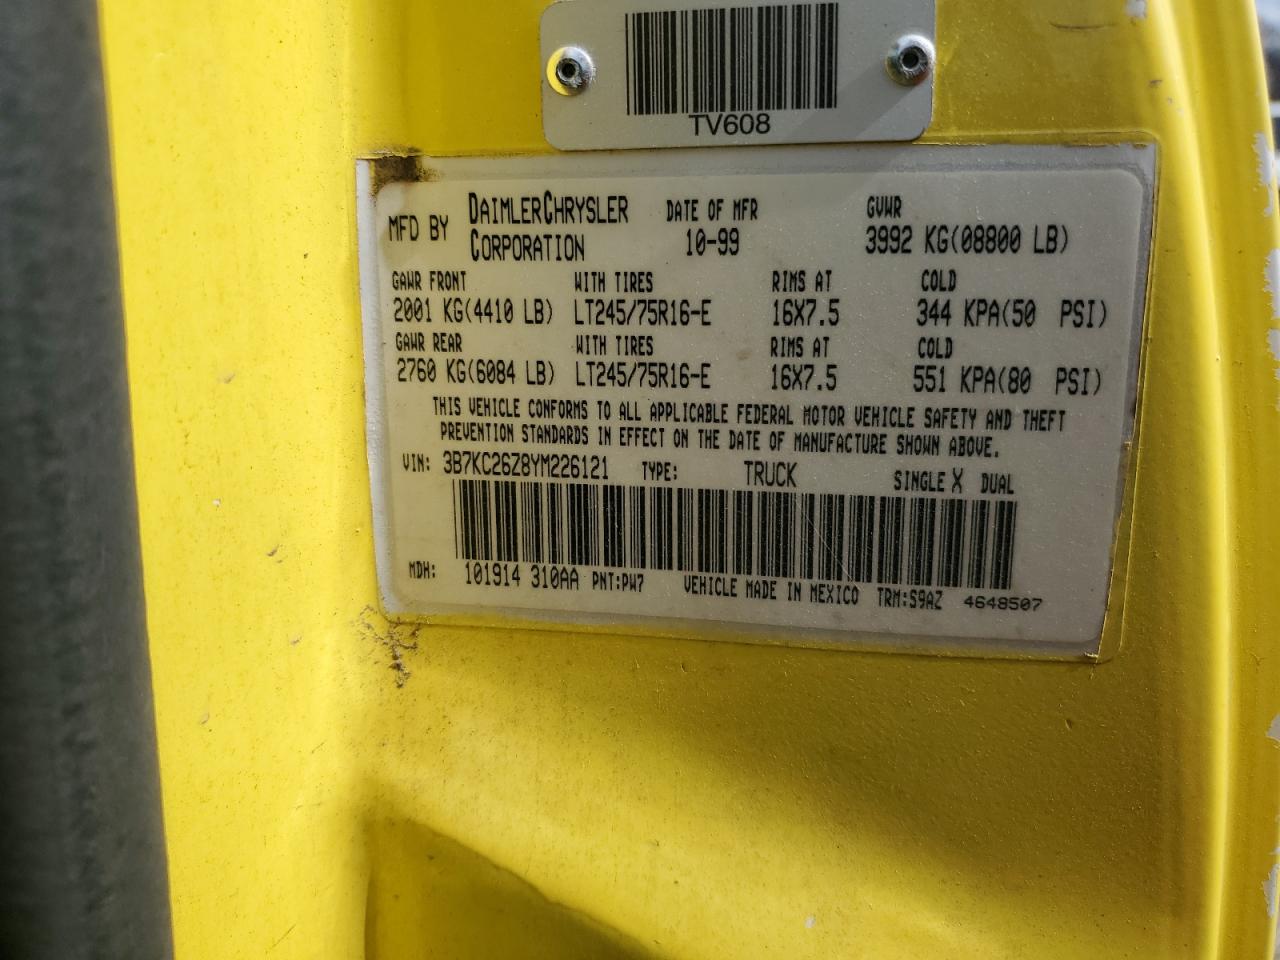 TV608
MFD BY DAIMLERCHRYSLER CORPORATION DATE OF MFR 10-99 GVWR 3992 KG(08800 LB)
GAWR FRONT WITH TIRES RIMS AT COLD
2001 KG(4410 LB) LT245/75R16-E 16X7.5 344 KPA(50 PSI)
GAWR REAR WITH TIRES RIMS AT COLD
2760 KG(6084 LB) LT245/75R16-E 16X7.5 551 KPA(80 PSI)
THIS VEHICLE CONFORMS TO ALL APPLICABLE FEDERAL MOTOR VEHICLE SAFETY AND THEFT
PREVENTION STANDARDS IN EFFECT ON THE DATE OF MANUFACTURE SHOWN ABOVE.
VIN: 3B7KC26Z8YM226121 TYPE: TRUCK SINGLE X DUAL
MDH: 101914 310AA PNT:PW7 VEHICLE MADE IN MEXICO TRM:S9AZ 4648507